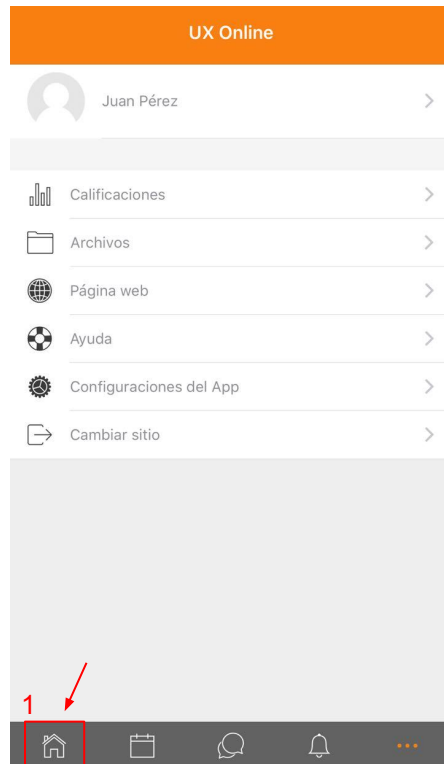 UX Online
Juan Pérez
Calificaciones
Archivos
Página web
Ayuda
Configuraciones del App
Cambiar sitio
1